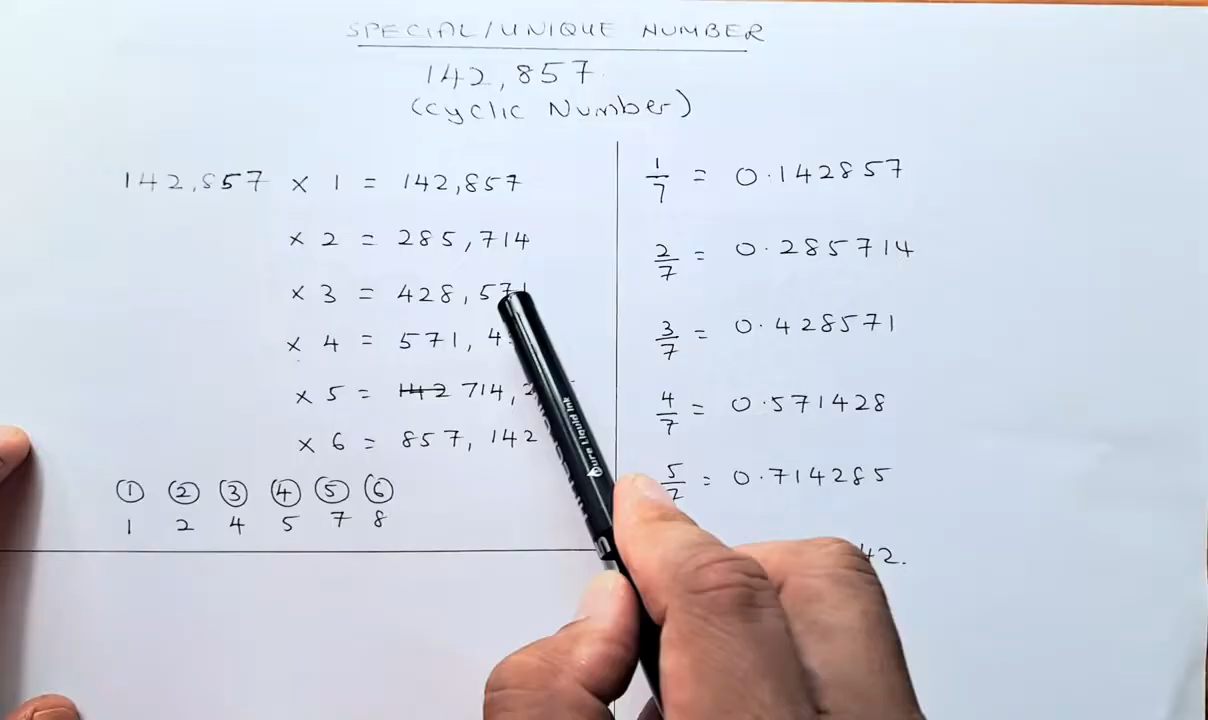 SPECIAL/UNIQUE NUMBER
142,857
(Cyclic Number)
142,857 × 1 = 142,857
× 2 = 285,714
× 3 = 428,571
× 4 = 571, 4
× 5 = 142 714, 2
× 6 = 857, 142
① ② ③ ④ ⑤ ⑥
1 2 4 5 7 8
1/7 = 0.142857
2/7 = 0.285714
3/7 = 0.428571
4/7 = 0.571428
5/7 = 0.714285
42.
Pure Liquid Ink